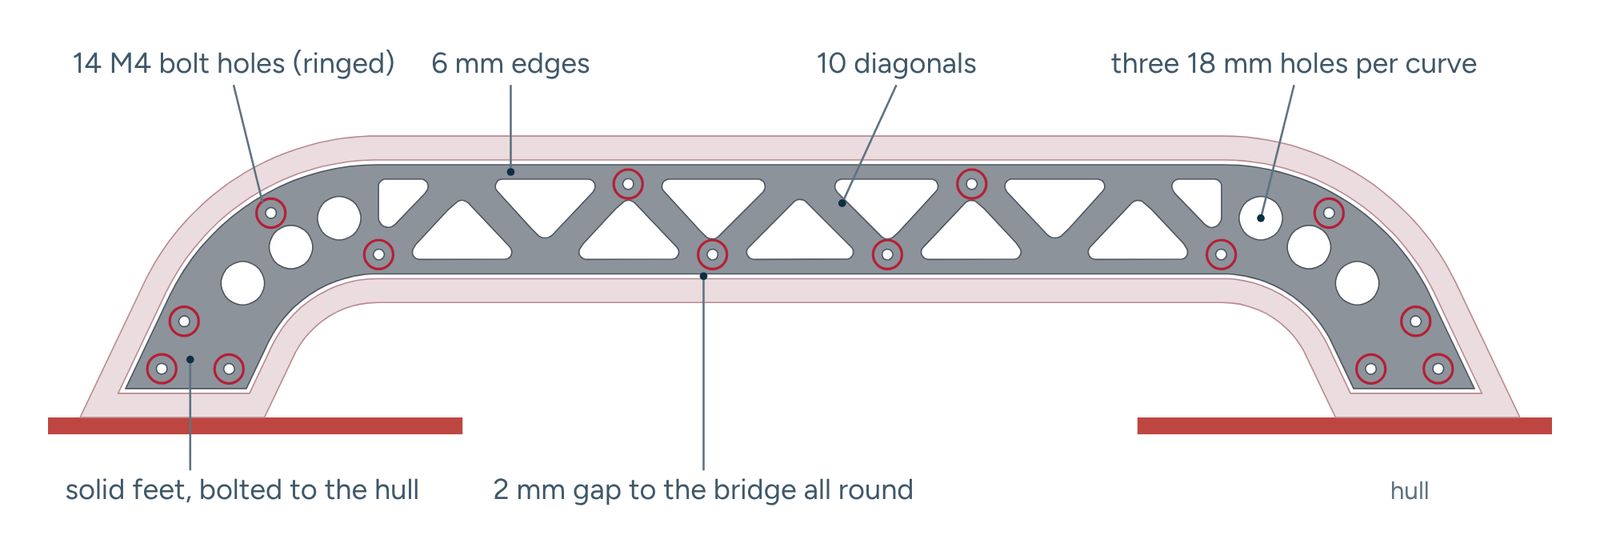 14 M4 bolt holes (ringed)
6 mm edges
10 diagonals
three 18 mm holes per curve
solid feet, bolted to the hull
2 mm gap to the bridge all round
hull